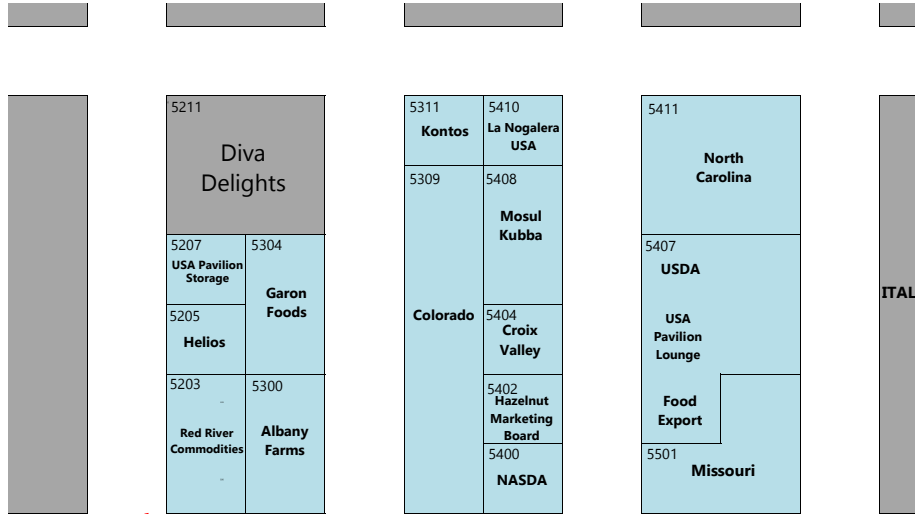 5211
Diva
Delights
5207
USA Pavilion
Storage
5304
Garon
Foods
5205
Helios
5203
Red River
Commodities
5300
Albany
Farms
5311
Kontos
5410
La Nogalera
USA
5309
Colorado
5408
Mosul
Kubba
5404
Croix
Valley
5402
Hazelnut
Marketing
Board
5400
NASDA
5411
North
Carolina
5407
USDA
USA
Pavilion
Lounge
Food
Export
5501
Missouri
ITAL